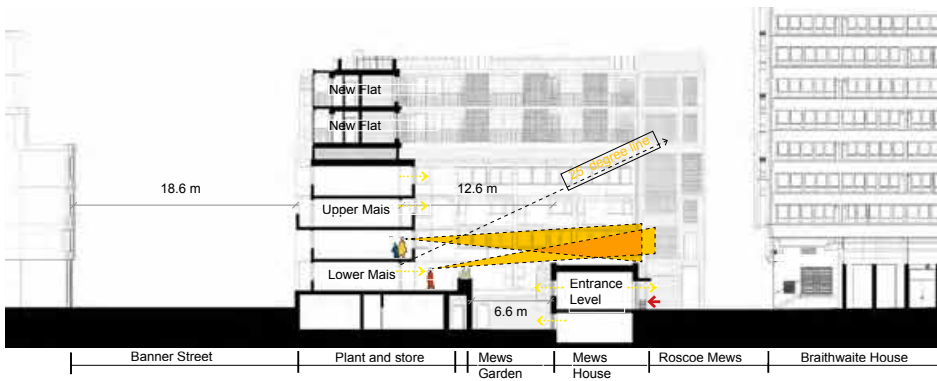 New Flat
New Flat
25 degree line
18.6 m
12.6 m
Upper Mais
Lower Mais
Entrance
Level
6.6 m
Banner Street
Plant and store
Mews
Garden
Mews
House
Roscoe Mews
Braithwaite House